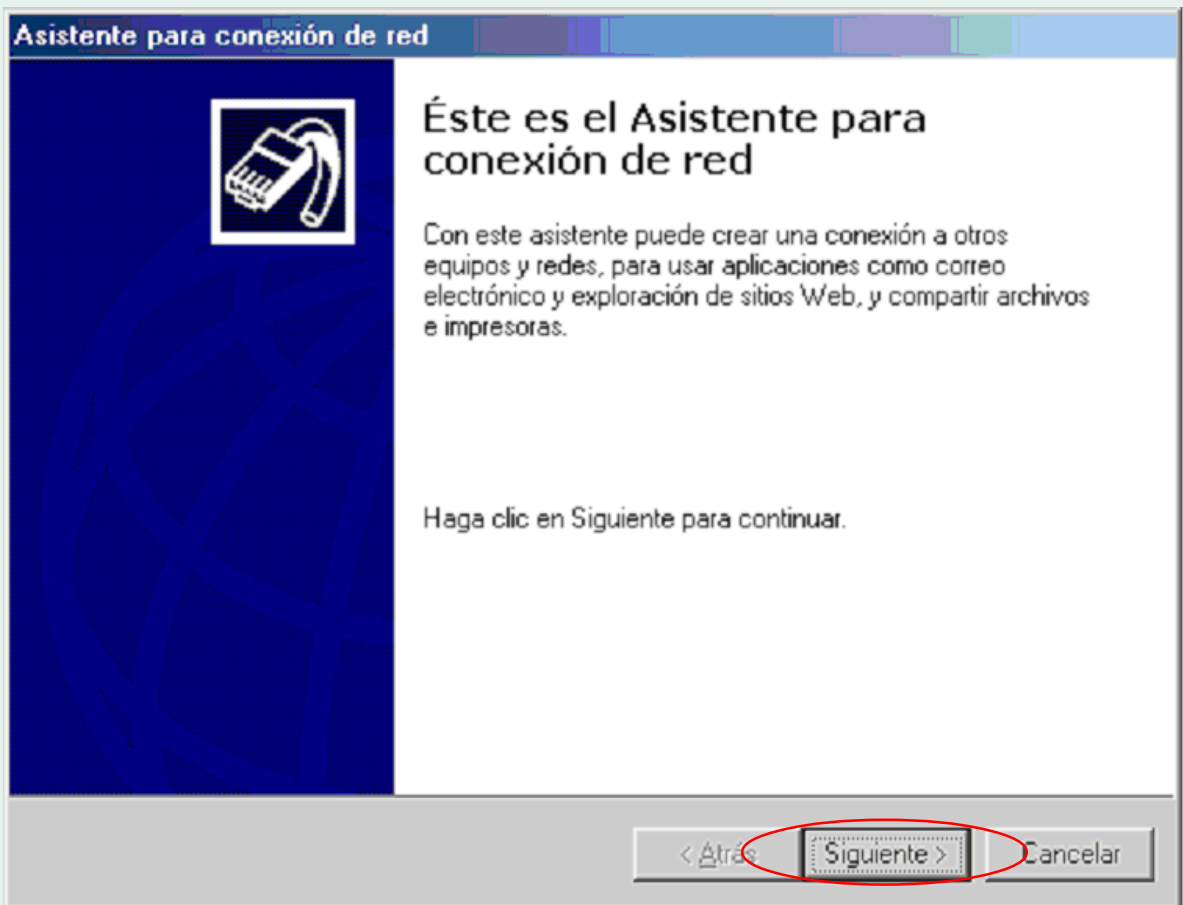 Asistente para conexión de red
Éste es el Asistente para
conexión de red
Con este asistente puede crear una conexión a otros
equipos y redes, para usar aplicaciones como correo
electrónico y exploración de sitios Web, y compartir archivos
e impresoras.
Haga clic en Siguiente para continuar.
< Atrás Siguiente > Cancelar